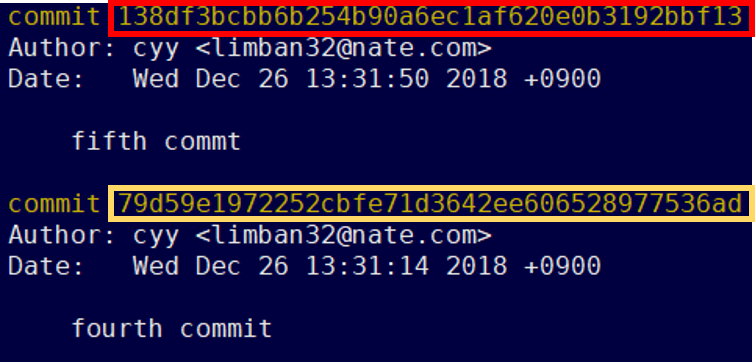 commit 138df3bcbb6b254b90a6ec1af620e0b3192bbf13
Author: cyy <limban32@nate.com>
Date:   Wed Dec 26 13:31:50 2018 +0900
fifth commt
commit 79d59e1972252cbfe71d3642ee606528977536ad
Author: cyy <limban32@nate.com>
Date:   Wed Dec 26 13:31:14 2018 +0900
fourth commit